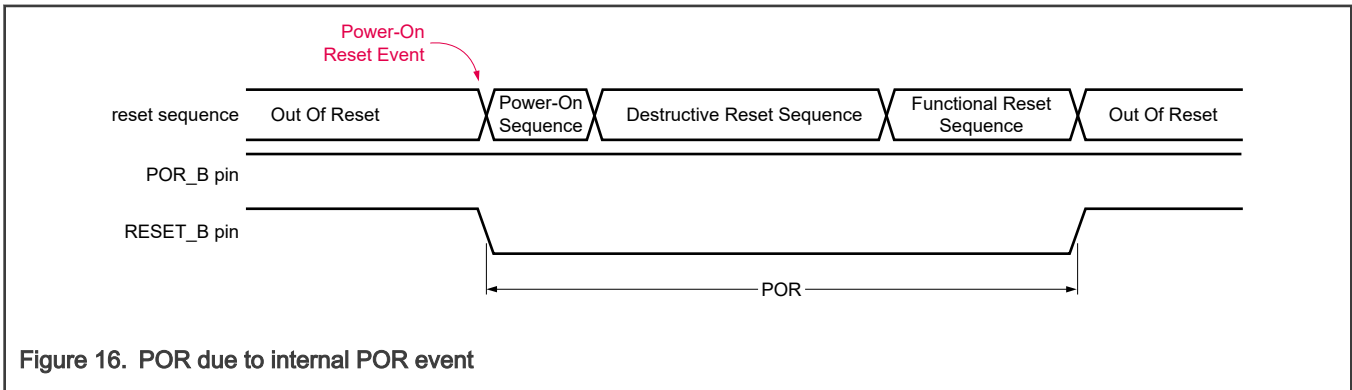 Power-On
Reset Event
reset sequence
Out Of Reset
Power-On
Sequence
Destructive Reset Sequence
Functional Reset
Sequence
Out Of Reset
POR_B pin
RESET_B pin
POR
Figure 16. POR due to internal POR event